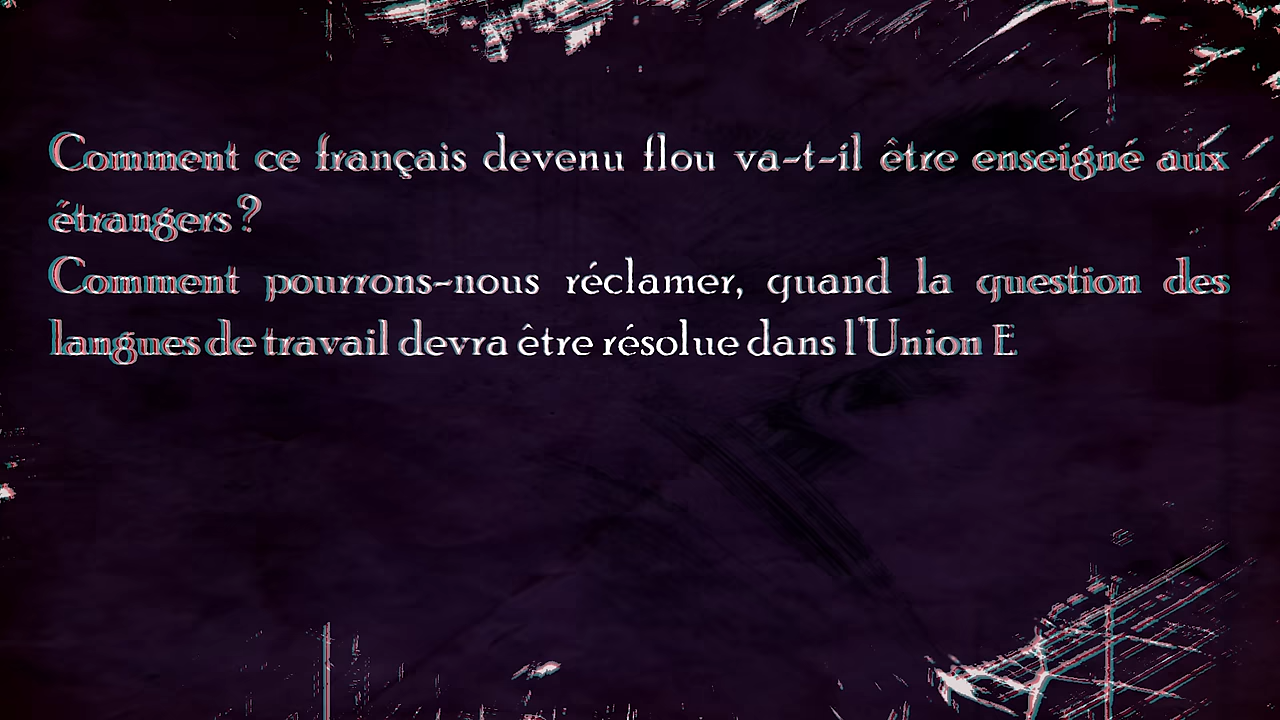 Comment ce français devenu flou va-t-il être enseigné aux
étrangers ?
Comment pourrons-nous réclamer, quand la question des
langues de travail devra être résolue dans l'Union E